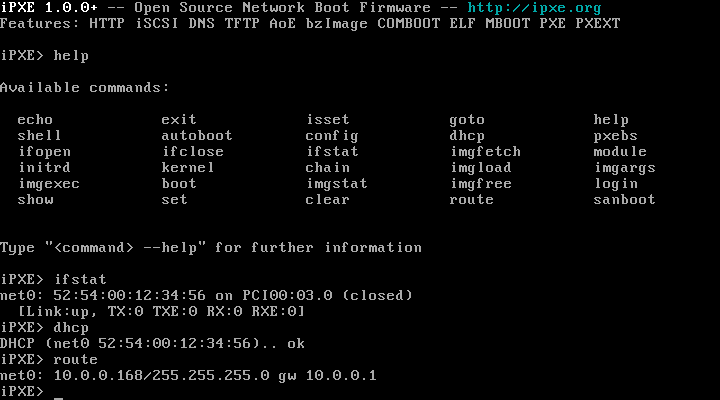 iPXE 1.0.0+ -- Open Source Network Boot Firmware -- http://ipxe.org
Features: HTTP iSCSI DNS TFTP AoE bzImage COMBOOT ELF MBOOT PXE PXEXT
iPXE> help
Available commands:
echo exit isset goto help
shell autoboot config dhcp pxebs
ifopen ifclose ifstat imgfetch module
initrd kernel chain imgload imgargs
imgexec boot imgstat imgfree login
show set clear route sanboot
Type "<command> --help" for further information
iPXE> ifstat
net0: 52:54:00:12:34:56 on PCI00:03.0 (closed)
[Link:up, TX:0 TXE:0 RX:0 RXE:0]
iPXE> dhcp
DHCP (net0 52:54:00:12:34:56).. ok
iPXE> route
net0: 10.0.0.168/255.255.255.0 gw 10.0.0.1
iPXE> _